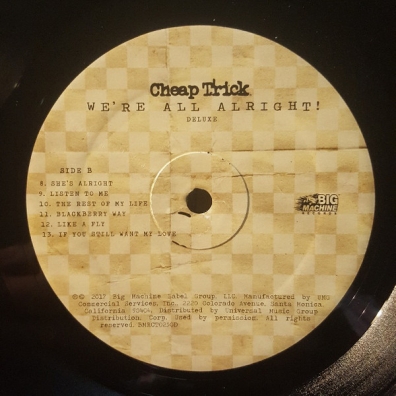 Cheap Trick
WE'RE ALL ALRIGHT!
DELUXE
SIDE B
8. SHE'S ALRIGHT
9. LISTEN TO ME
10. THE REST OF MY LIFE
11. BLACKBERRY WAY
12. LIKE A FLY
13. IF YOU STILL WANT MY LOVE
BIG
MACHINE
RECORDS
℗© 2017 Big Machine Label Group, LLC. Manufactured by UMG
Commercial Services, Inc., 2220 Colorado Avenue, Santa Monica,
California 90404. Distributed by Universal Music Group
Distribution, Corp. Used by permission. All rights
reserved.